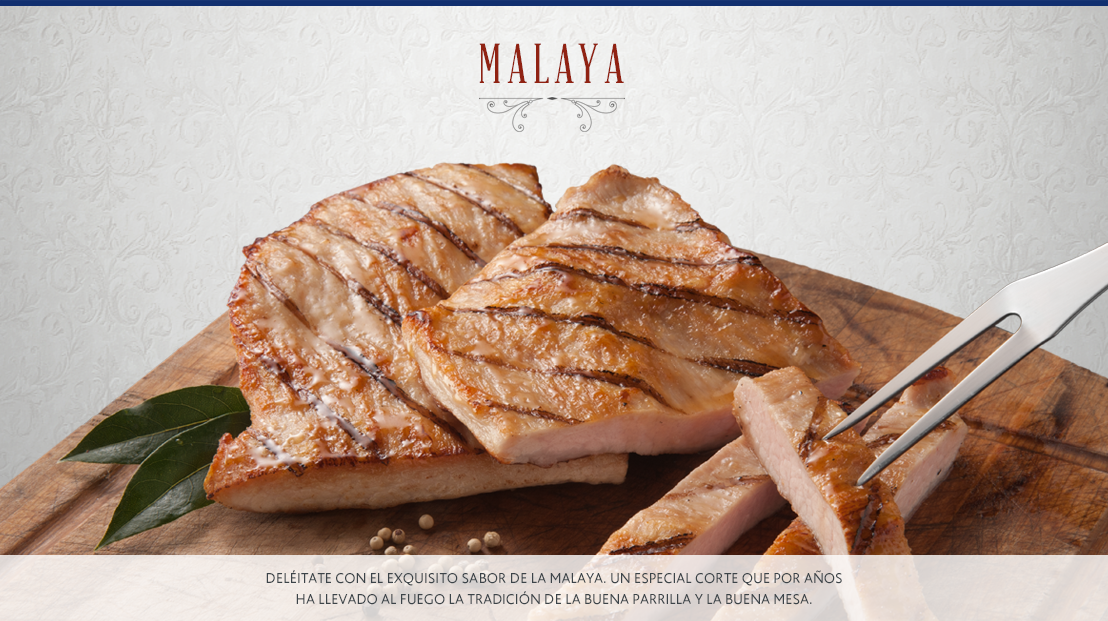 MALAYA
DELÉITATE CON EL EXQUISITO SABOR DE LA MALAYA. UN ESPECIAL CORTE QUE POR AÑOS
HA LLEVADO AL FUEGO LA TRADICIÓN DE LA BUENA PARRILLA Y LA BUENA MESA.